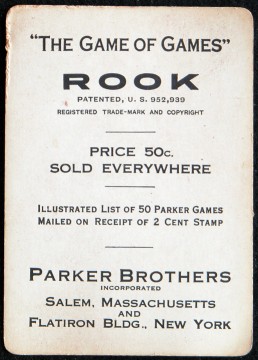 "The Game of Games"
ROOK
PATENTED, U. S. 952,939
REGISTERED TRADE-MARK AND COPYRIGHT
PRICE 50c.
SOLD EVERYWHERE
Illustrated List of 50 Parker Games
Mailed on Receipt of 2 Cent Stamp
Parker Brothers
INCORPORATED
Salem, Massachusetts
AND
Flatiron Bldg., New York